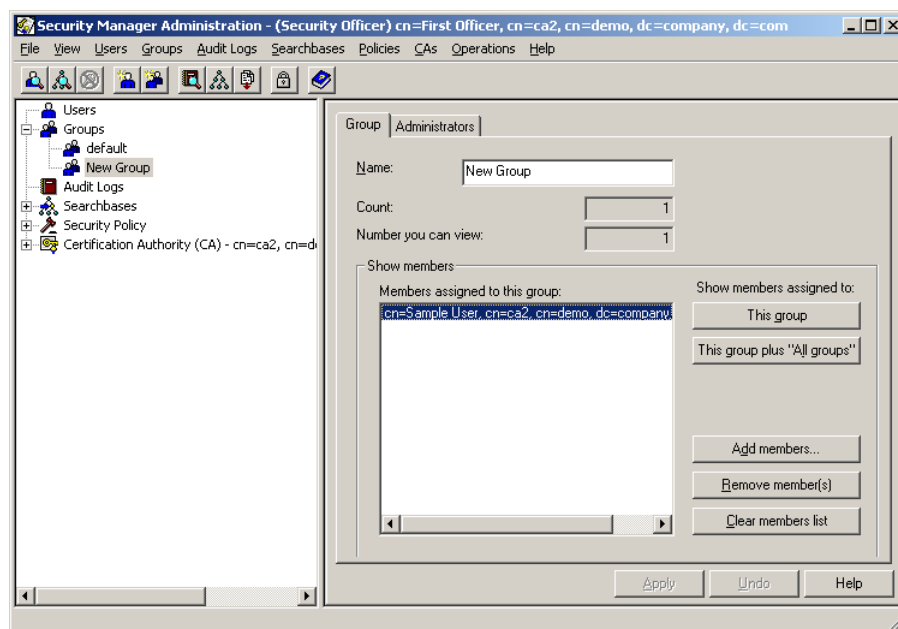 Security Manager Administration - (Security Officer) cn=First Officer, cn=ca2, cn=demo, dc=company, dc=com
File View Users Groups Audit Logs Searchbases Policies CAs Operations Help
Users
Groups
default
New Group
Audit Logs
Searchbases
Security Policy
Certification Authority (CA) - cn=ca2, cn=d
Group Administrators
Name: New Group
Count: 1
Number you can view: 1
Show members
Members assigned to this group:
cn=Sample User, cn=ca2, cn=demo, dc=company,
Show members assigned to:
This group
This group plus "All groups"
Add members...
Remove member(s)
Clear members list
Apply Undo Help